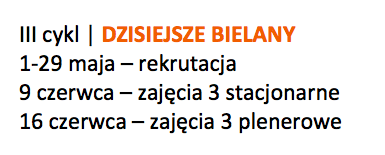 III cykl | DZISIEJSZE BIELANY
1-29 maja – rekrutacja
9 czerwca – zajęcia 3 stacjonarne
16 czerwca – zajęcia 3 plenerowe